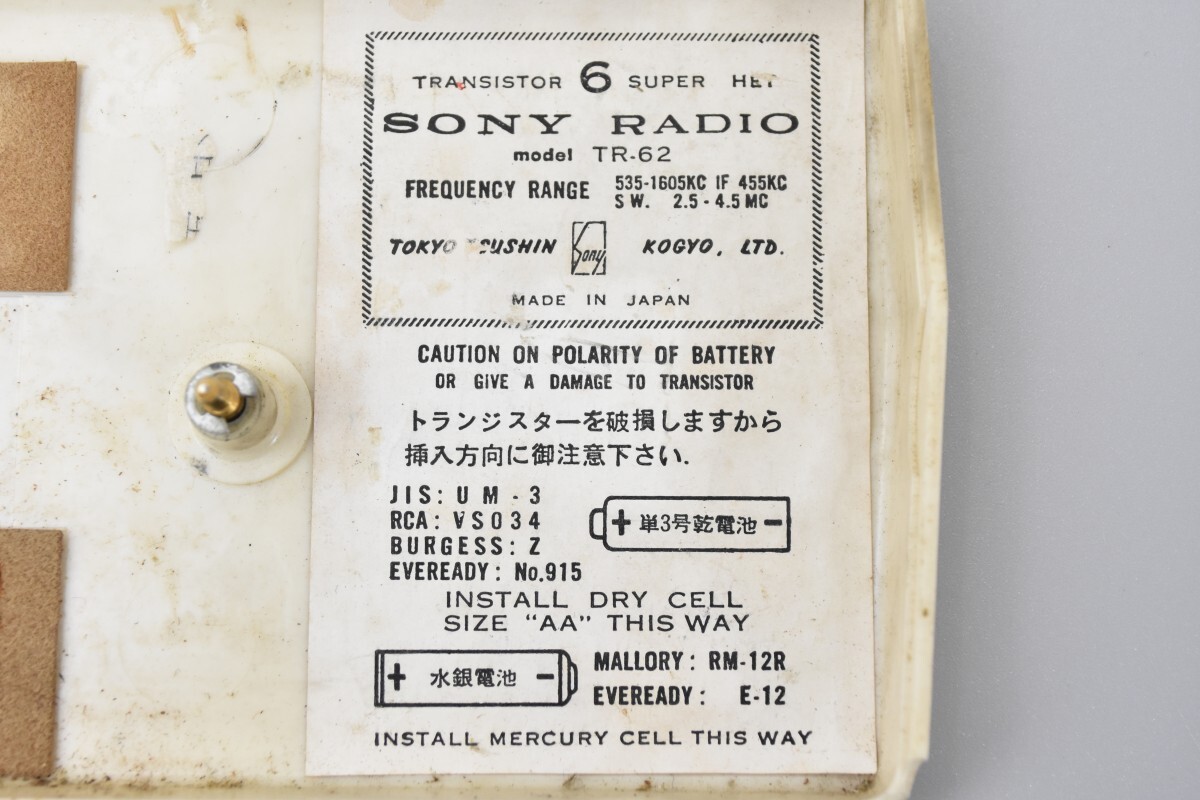 TRANSISTOR 6 SUPER HET
SONY RADIO
model TR-62
FREQUENCY RANGE 535-1605KC IF 455KC
SW. 2.5-4.5MC
TOKYO TSUSHIN Sony KOGYO, LTD.
MADE IN JAPAN
CAUTION ON POLARITY OF BATTERY
OR GIVE A DAMAGE TO TRANSISTOR
トランジスターを破損しますから
挿入方向に御注意下さい.
JIS: UM-3
RCA: VS034
BURGESS: Z
EVEREADY: No.915
+ 単3号乾電池 -
INSTALL DRY CELL
SIZE "AA" THIS WAY
+ 水銀電池 -
MALLORY: RM-12R
EVEREADY: E-12
INSTALL MERCURY CELL THIS WAY